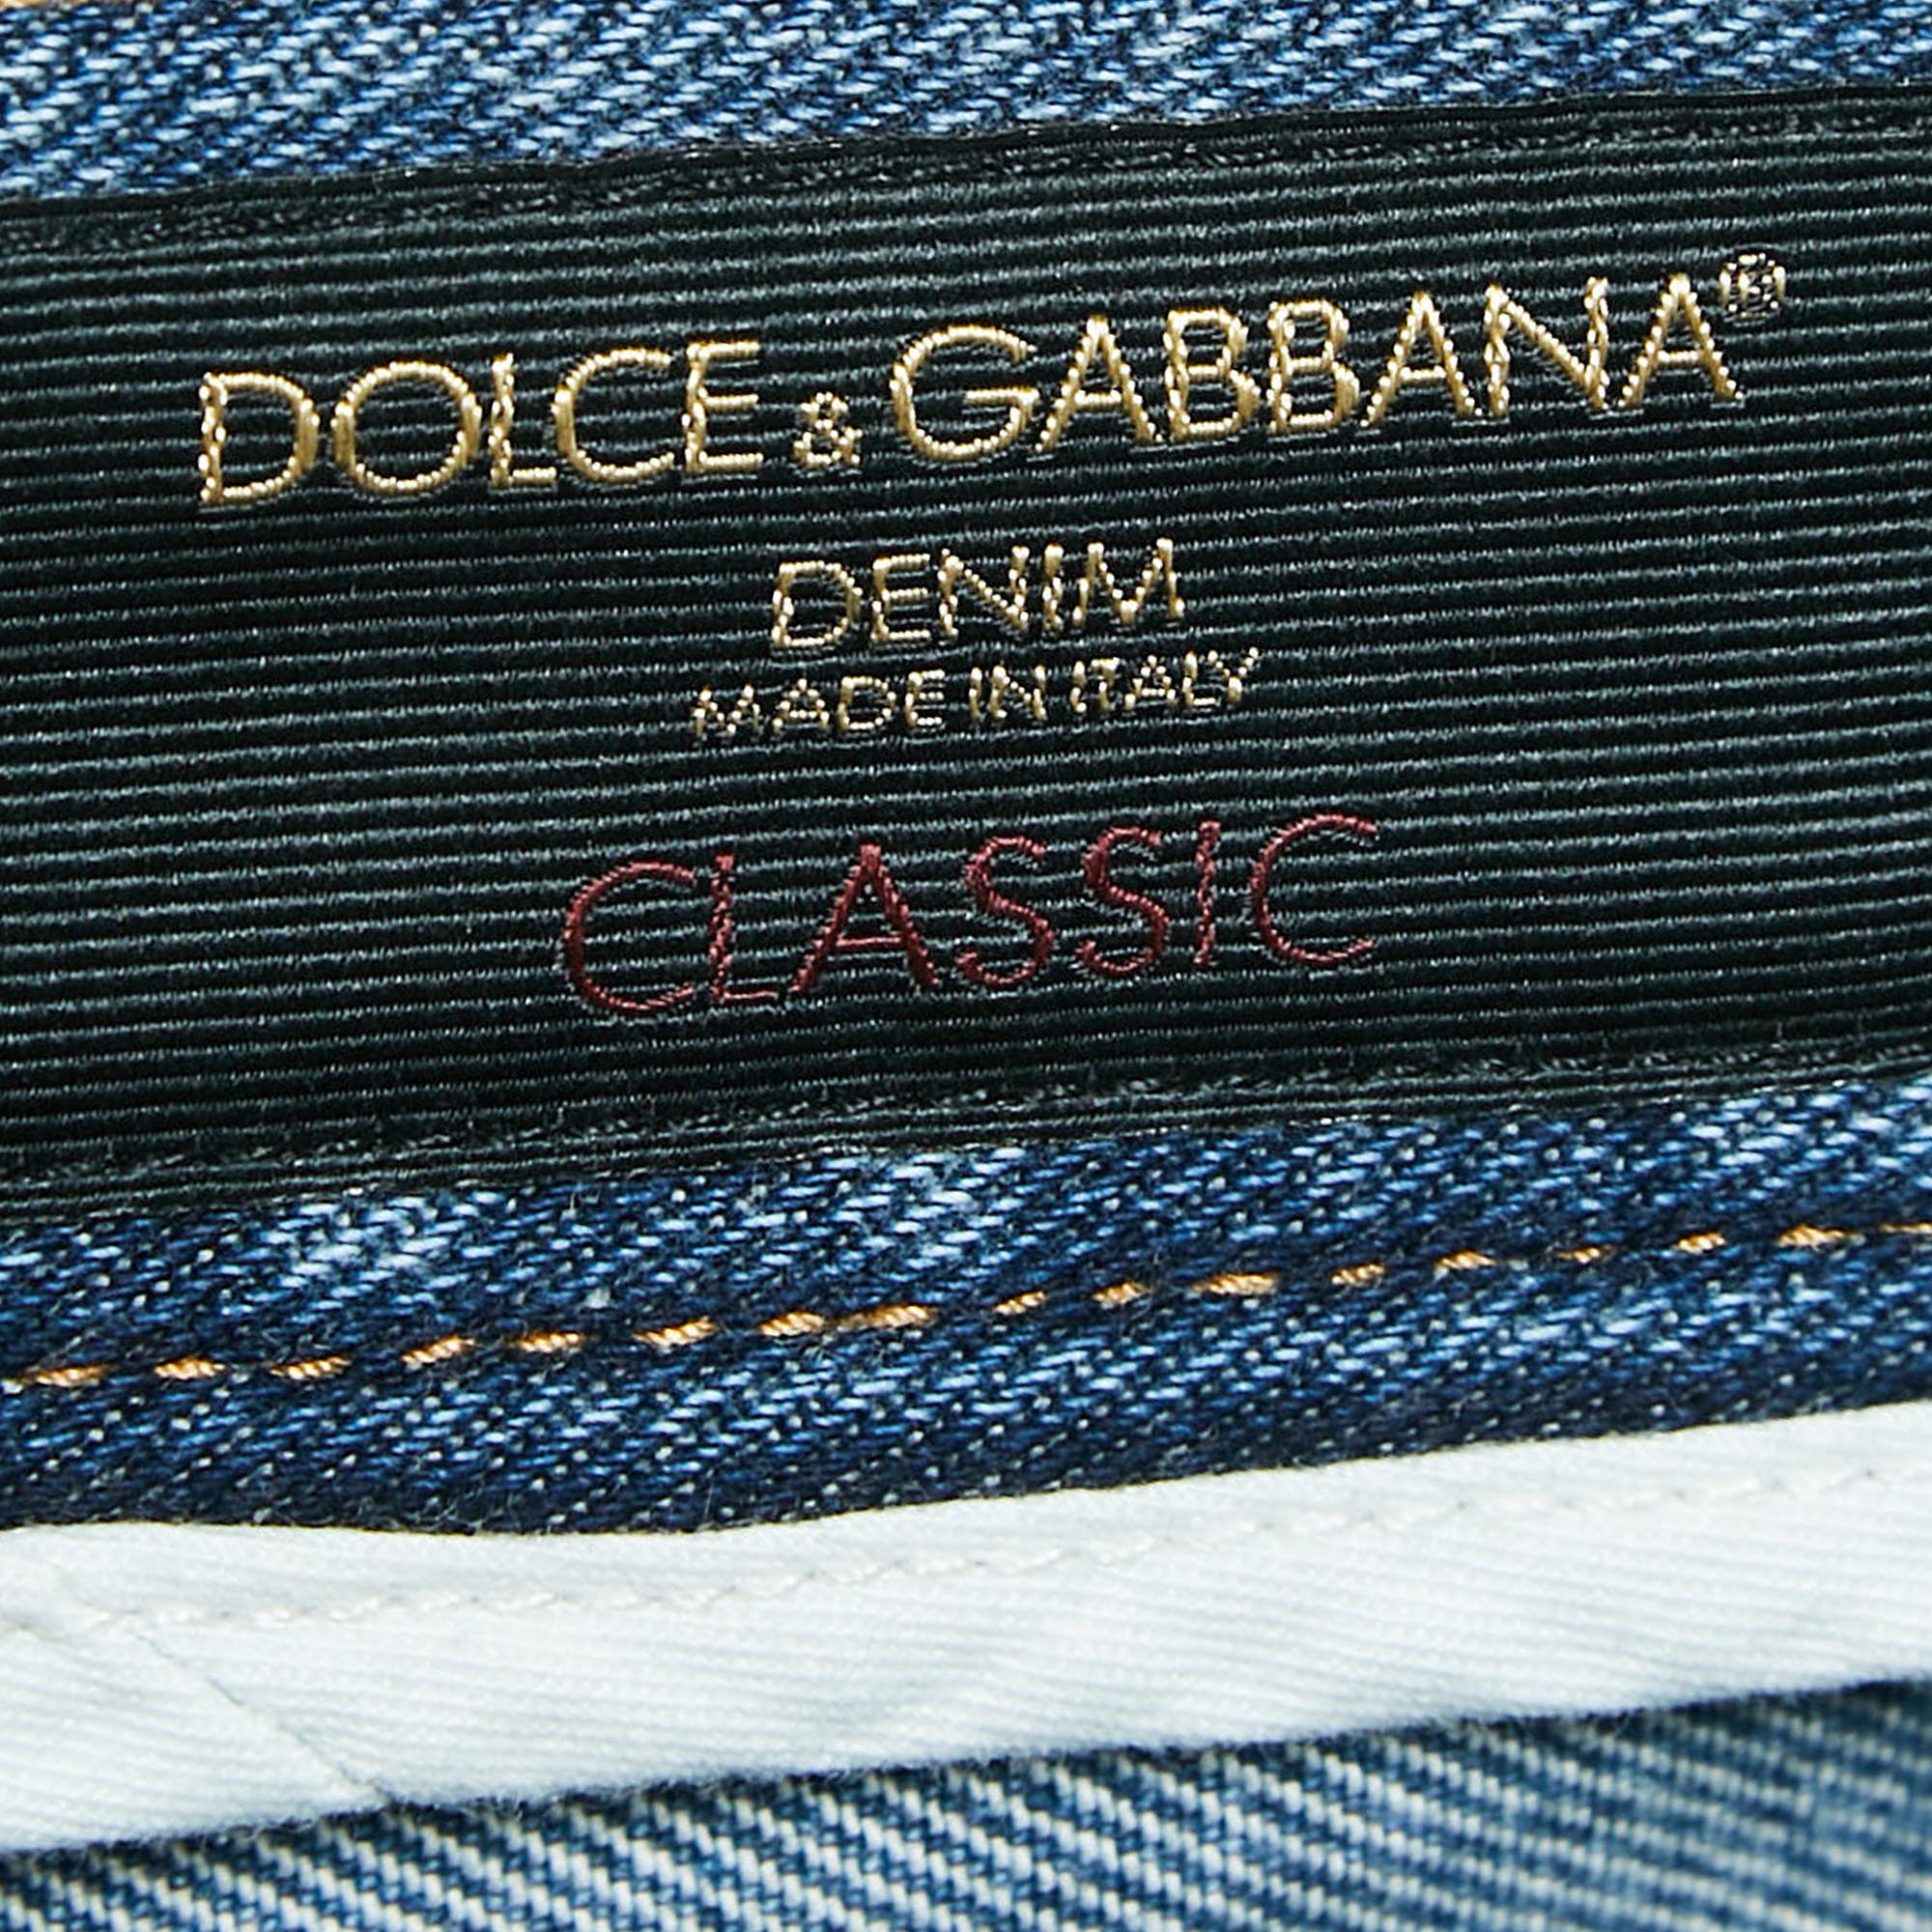 DOLCE & GABBANA®
DENIM
MADE IN ITALY
CLASSIC